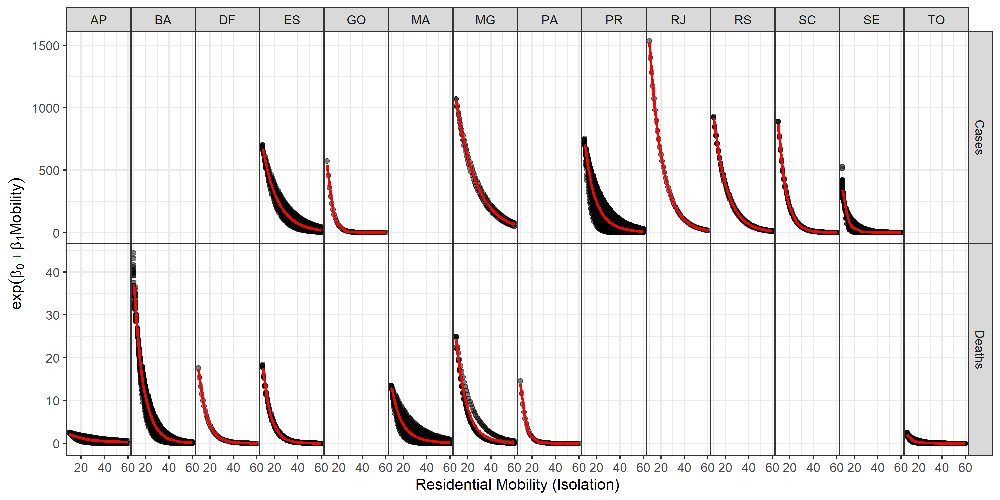 AP BA DF ES GO MA MG PA PR RJ RS SC SE TO
1500
1000
500
0
Cases
40
30
20
10
0
Deaths
exp(β₀+β₁Mobility)
20 40 60 20 40 60 20 40 60 20 40 60 20 40 60 20 40 60 20 40 60 20 40 60 20 40 60 20 40 60 20 40 60 20 40 60 20 40 60 20 40 60
Residential Mobility (Isolation)